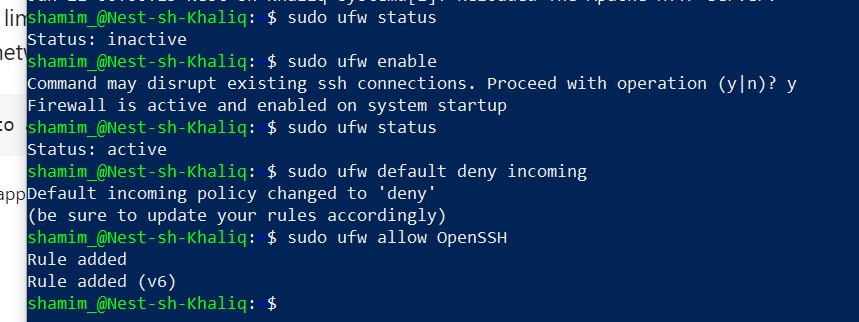 lim
shamim_@Nest-sh-Khaliq:~$ sudo ufw status
Status: inactive
shamim_@Nest-sh-Khaliq:~$ sudo ufw enable
Command may disrupt existing ssh connections. Proceed with operation (y|n)? y
Firewall is active and enabled on system startup
to
shamim_@Nest-sh-Khaliq:~$ sudo ufw status
Status: active
shamim_@Nest-sh-Khaliq:~$ sudo ufw default deny incoming
app
Default incoming policy changed to 'deny'
(be sure to update your rules accordingly)
shamim_@Nest-sh-Khaliq:~$ sudo ufw allow OpenSSH
Rule added
Rule added (v6)
shamim_@Nest-sh-Khaliq:~$